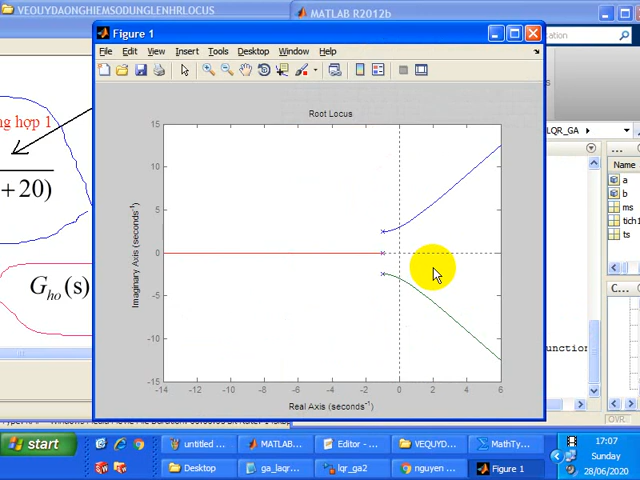 VEOUYDAONGHIEMSODUNGLENHRLOCUS
MATLAB R2012b
Figure 1
File Edit View Insert Tools Desktop Window Help
ng hợp 1
+ 20)
G_ho(s)
Root Locus
15
10
5
0
-5
-10
-15
-14 -12 -10 -8 -6 -4 -2 0 2 4 6
Imaginary Axis (seconds⁻¹)
Real Axis (seconds⁻¹)
LQR_GA
Name
a
b
ms
tich1
ts
C...
unction
OVR
start
untitled ...
MATLAB...
Editor - ...
VEQUYD...
MathTy...
Desktop
ga_laqr...
lqr_ga2
nguyen ...
Figure 1
17:07
Sunday
28/06/2020